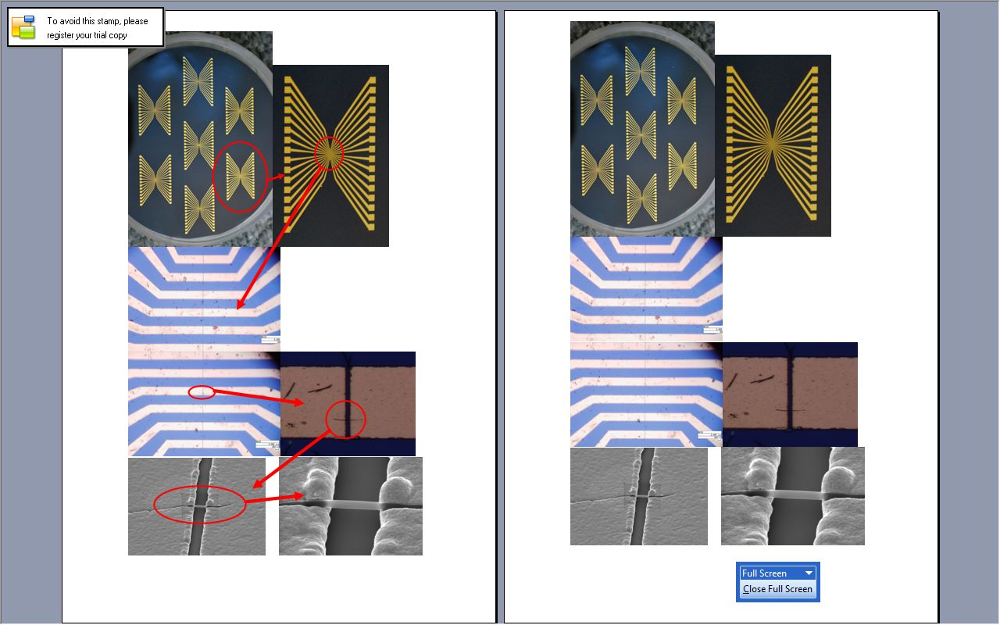 To avoid this stamp, please
register your trial copy
Full Screen
Close Full Screen